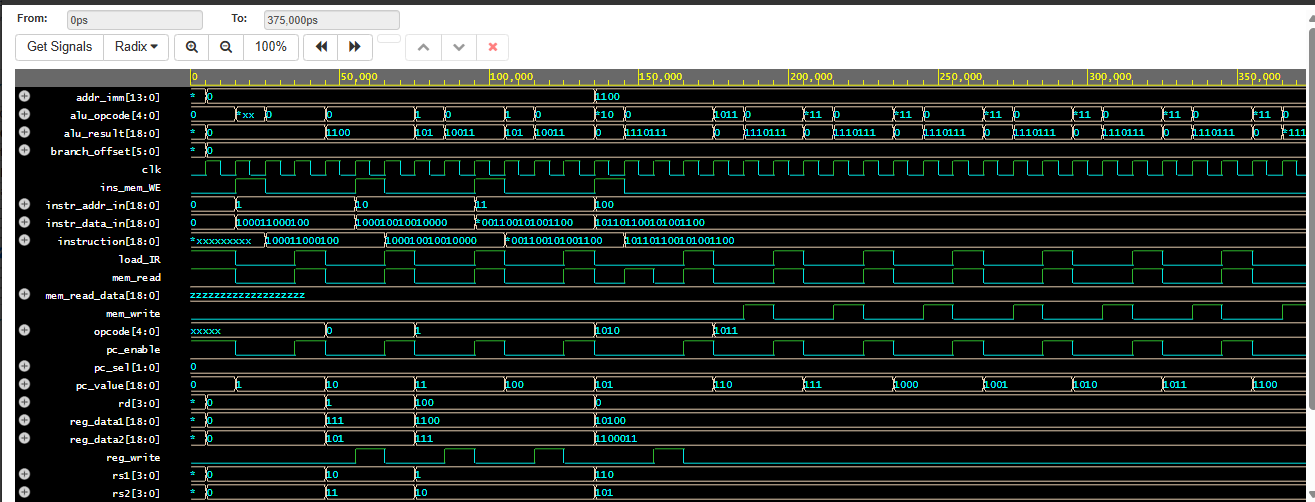 From: 0ps To: 375,000ps
Get Signals Radix 100%
0 50,000 100,000 150,000 200,000 250,000 300,000 350,000
addr_imm[13:0] * 0 1100
alu_opcode[4:0] 0 *xx 0 0 1 0 1 0 *10 0 1011 0 *11 0 *11 0 *11 0 *11 0 *11 0 *11 0
alu_result[18:0] * 0 1100 101 10011 101 10011 0 1110111 0 1110111 0 1110111 0 1110111 0 1110111 0 1110111 0 1110111 0 *111
branch_offset[5:0] * 0
clk
ins_mem_WE
instr_addr_in[18:0] 0 1 10 11 100
instr_data_in[18:0] 0 100011000100 100010010010000 *001100101001100 101101100101001100
instruction[18:0] *xxxxxxxxx 100011000100 100010010010000 *001100101001100 101101100101001100
load_IR
mem_read
mem_read_data[18:0] zzzzzzzzzzzzzzzzzzz
mem_write
opcode[4:0] xxxxx 0 1 1010 1011
pc_enable
pc_sel[1:0] 0
pc_value[18:0] 0 1 10 11 100 101 110 111 1000 1001 1010 1011 1100
rd[3:0] * 0 1 100 0
reg_data1[18:0] * 0 111 1100 10100
reg_data2[18:0] * 0 101 111 1100011
reg_write
rs1[3:0] * 0 10 1 110
rs2[3:0] * 0 11 10 101